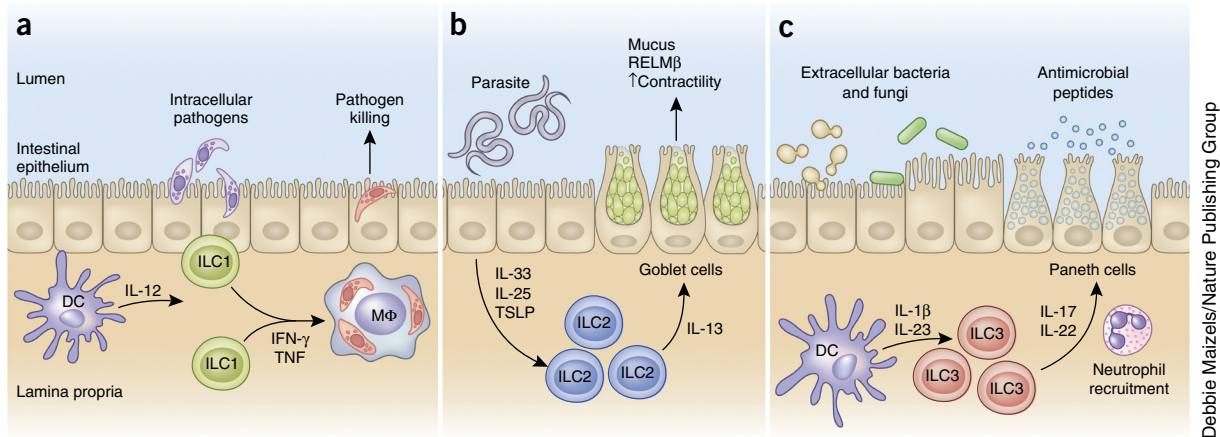 a
Lumen
Intracellular
pathogens
Pathogen
killing
Intestinal
epithelium
ILC1
DC
IL-12
MΦ
IFN-γ
TNF
ILC1
Lamina propria
b
Mucus
RELMβ
↑Contractility
Parasite
IL-33
IL-25
TSLP
Goblet cells
ILC2
IL-13
ILC2
ILC2
c
Extracellular bacteria
and fungi
Antimicrobial
peptides
Paneth cells
IL-1β
IL-23
ILC3
IL-17
IL-22
DC
ILC3
ILC3
Neutrophil
recruitment
Debbie Maizels/Nature Publishing Group